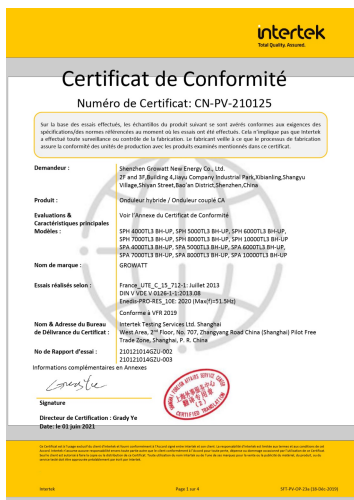 intertek
Total Quality. Assured.
Certificat de Conformité
Numéro de Certificat: CN-PV-210125
Sur la base des essais effectués, les échantillons du produit suivant se sont avérés conformes aux exigences des
spécifications/des normes référencées au moment où les essais ont été effectués. Cela n'implique pas que Intertek
a effectué toute surveillance ou contrôle de la fabrication. Le fabricant veille à ce que le processus de fabrication
assure la conformité des unités de production avec les produits examinés mentionnés dans ce certificat.
Demandeur : Shenzhen Growatt New Energy Co., Ltd.
2F and 3F,Building 4,Jiayu Company Industrial Park,Xibianling,Shangyu
Village,Shiyan Street,Bao'an District,Shenzhen,China
Produit : Onduleur hybride / Onduleur couplé CA
Evaluations & Voir l'Annexe du Certificat de Conformité
Caractéristiques principales
Modèles : SPH 4000TL3 BH-UP, SPH 5000TL3 BH-UP, SPH 6000TL3 BH-UP
SPH 7000TL3 BH-UP, SPH 8000TL3 BH-UP, SPH 10000TL3 BH-UP
SPA 4000TL3 BH-UP, SPA 5000TL3 BH-UP, SPA 6000TL3 BH-UP,
SPA 7000TL3 BH-UP, SPA 8000TL3 BH-UP, SPA 10000TL3 BH-UP
Nom de marque : GROWATT
Essais réalisés selon : France_UTE_C_15_712-1: Juillet 2013
DIN V VDE V 0126-1-1:2013:08
Enedis-PRO-RES_10E: 2020 (Max(f)=51.5Hz)
Conforme à VFR 2019
Nom & Adresse du Bureau Intertek Testing Services Ltd. Shanghai
de Délivrance du Certificat : West Area, 2nd Floor, No. 707, Zhangyang Road China (Shanghai) Pilot Free
Trade Zone, Shanghai, P. R. China
No de Rapport d'essai : 210121014GZU-002
210121014GZU-003
Informations complémentaires en Annexes
Signature
Directeur de Certification : Grady Ye
Date: le 01 juin 2021
CERTIFIED TRANSLATION
Intertek Page 1 sur 9 SFT-PV-OP-23a (16-Déc-2019)